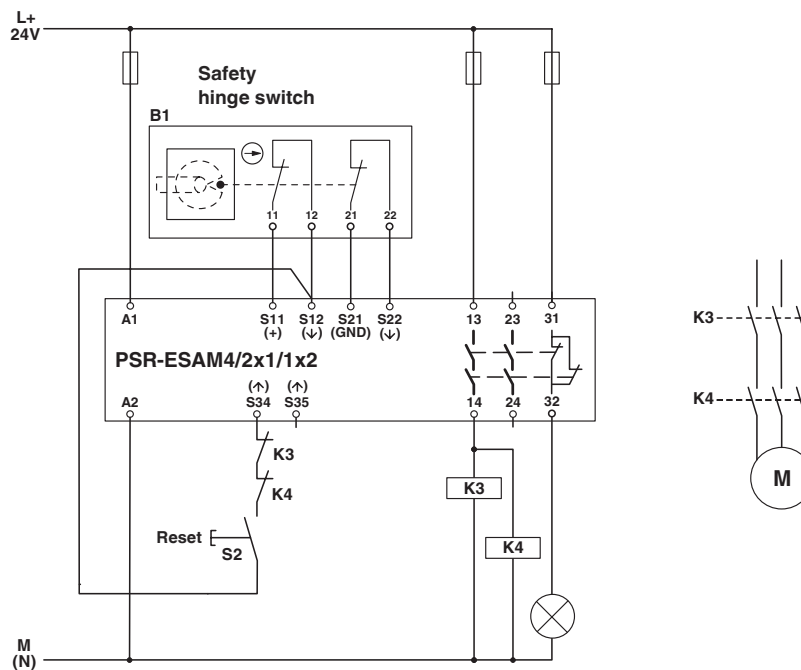 L+
24V
Safety
hinge switch
B1
11 12 21 22
A1 S11 S12 S21 S22 13 23 31
(+) (↓) (GND) (↓)
PSR-ESAM4/2x1/1x2
(↑) (↑)
A2 S34 S35 14 24 32
K3
K4
Reset
S2
K3
K4
M
(N)
K3
K4
M